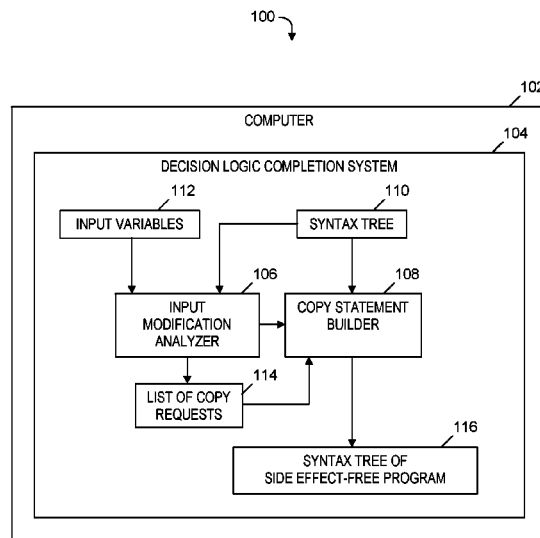 100
102
COMPUTER
104
DECISION LOGIC COMPLETION SYSTEM
112
INPUT VARIABLES
110
SYNTAX TREE
106
INPUT
MODIFICATION
ANALYZER
108
COPY STATEMENT
BUILDER
114
LIST OF COPY
REQUESTS
116
SYNTAX TREE OF
SIDE EFFECT-FREE PROGRAM